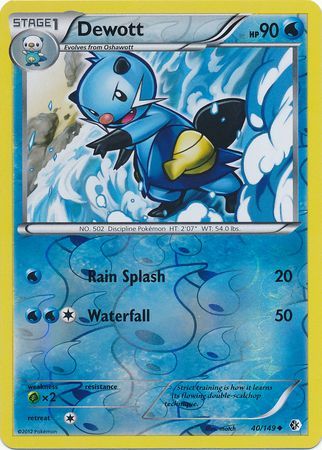 STAGE1
Dewott
HP 90
Evolves from Oshawott
NO. 502 Discipline Pokémon HT: 2'07" WT: 54.0 lbs.
Rain Splash 20
Waterfall 50
weakness
resistance
×2
retreat
Strict training is how it learns
its flowing double-scalchop
technique.
40/149
©2012 Pokémon